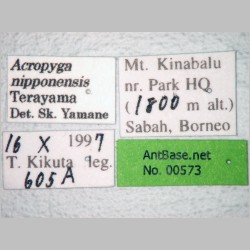 Acropyga
nipponensis
Terayama
Det. Sk. Yamane
Mt. Kinabalu
nr. Park HQ
(1800 m alt.)
Sabah, Borneo
16 X 1997
T. Kikuta leg.
605A
AntBase.net
No. 00573